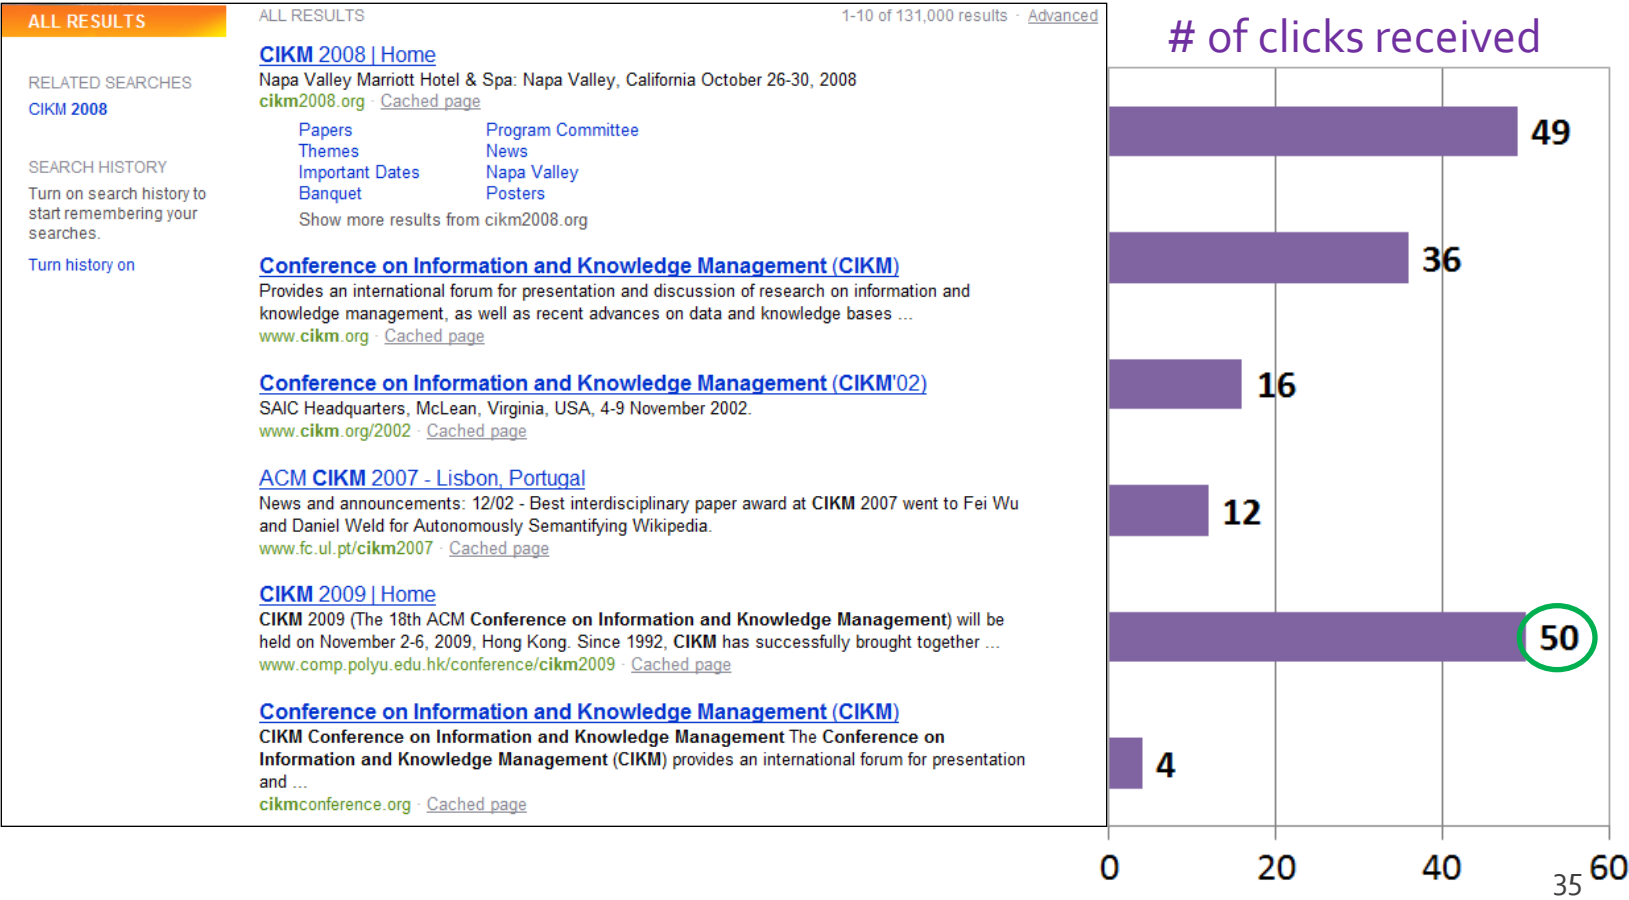 ALL RESULTS
RELATED SEARCHES
CIKM 2008
SEARCH HISTORY
Turn on search history to
start remembering your
searches.
Turn history on
ALL RESULTS
1-10 of 131,000 results · Advanced
CIKM 2008 | Home
Napa Valley Marriott Hotel & Spa: Napa Valley, California October 26-30, 2008
cikm2008.org · Cached page
Papers Program Committee
Themes News
Important Dates Napa Valley
Banquet Posters
Show more results from cikm2008.org
Conference on Information and Knowledge Management (CIKM)
Provides an international forum for presentation and discussion of research on information and
knowledge management, as well as recent advances on data and knowledge bases ...
www.cikm.org · Cached page
Conference on Information and Knowledge Management (CIKM'02)
SAIC Headquarters, McLean, Virginia, USA, 4-9 November 2002.
www.cikm.org/2002 · Cached page
ACM CIKM 2007 - Lisbon, Portugal
News and announcements: 12/02 - Best interdisciplinary paper award at CIKM 2007 went to Fei Wu
and Daniel Weld for Autonomously Semantifying Wikipedia.
www.fc.ul.pt/cikm2007 · Cached page
CIKM 2009 | Home
CIKM 2009 (The 18th ACM Conference on Information and Knowledge Management) will be
held on November 2-6, 2009, Hong Kong. Since 1992, CIKM has successfully brought together ...
www.comp.polyu.edu.hk/conference/cikm2009 · Cached page
Conference on Information and Knowledge Management (CIKM)
CIKM Conference on Information and Knowledge Management The Conference on
Information and Knowledge Management (CIKM) provides an international forum for presentation
and ...
cikmconference.org · Cached page
# of clicks received
49
36
16
12
50
4
0 20 40 60
35